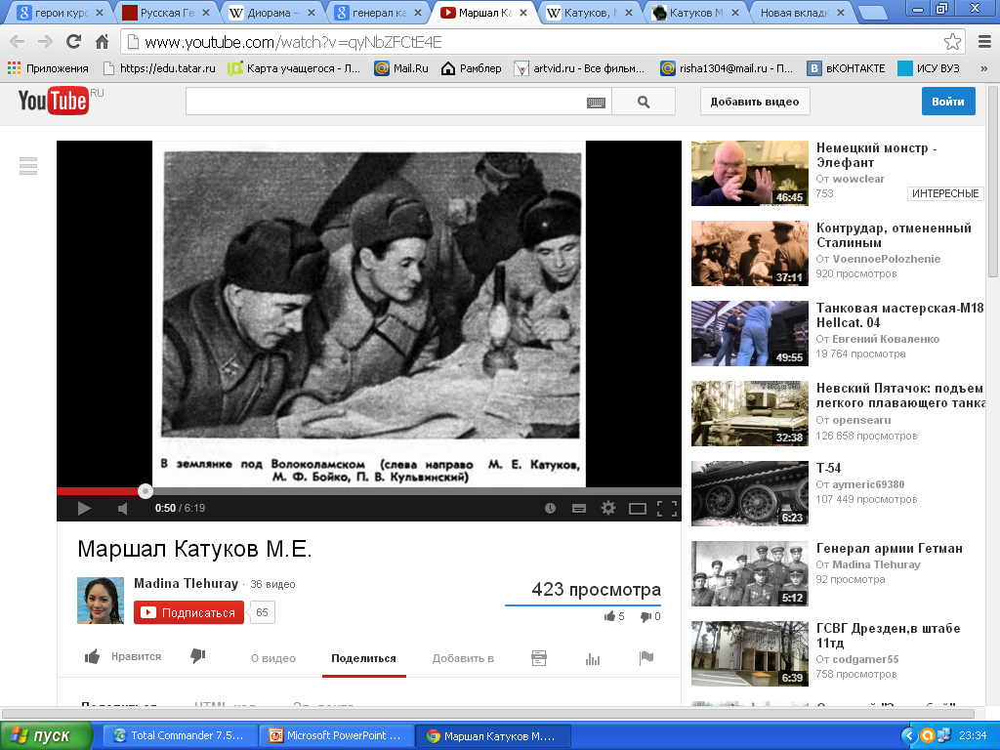 герои курс
Русская Ге
Диорама –
генерал ка
Маршал Ка
Катуков,
Катуков М
Новая вклад
www.youtube.com/watch?v=qyNbZFCtE4E
Приложения
https://edu.tatar.ru
Карта учащегося - Л...
Mail.Ru
Рамблер
artvid.ru - Все фильм...
risha1304@mail.ru - П...
вКОНТАКТЕ
ИСУ ВУЗ
»
YouTube RU
Добавить видео
Войти
В землянке под Волоколамском (слева направо М. Е. Катуков,
М. Ф. Бойко, П. В. Кульвинский)
0:50 / 6:19
Маршал Катуков М.Е.
Madina Tlehuray · 36 видео
Подписаться 65
423 просмотра
5 0
Нравится
О видео
Поделиться
Добавить в
Поделиться
HTML-код
Эл. почта
46:45
Немецкий монстр -
Элефант
От wowclear
753
ИНТЕРЕСНЫЕ
37:11
Контрудар, отмененный
Сталиным
От VoennoePolozhenie
920 просмотров
49:55
Танковая мастерская-М18
Hellcat. 04
От Евгений Коваленко
19 764 просмотра
32:38
Невский Пятачок: подъем
легкого плавающего танка
От opensearu
126 658 просмотров
6:23
Т-54
От aymeric69380
107 449 просмотров
5:12
Генерал армии Гетман
От Madina Tlehuray
92 просмотра
6:39
ГСВГ Дрезден,в штабе
11тд
От codgamer55
758 просмотров
пуск
Total Commander 7.5...
Microsoft PowerPoint ...
Маршал Катуков М....
23:34